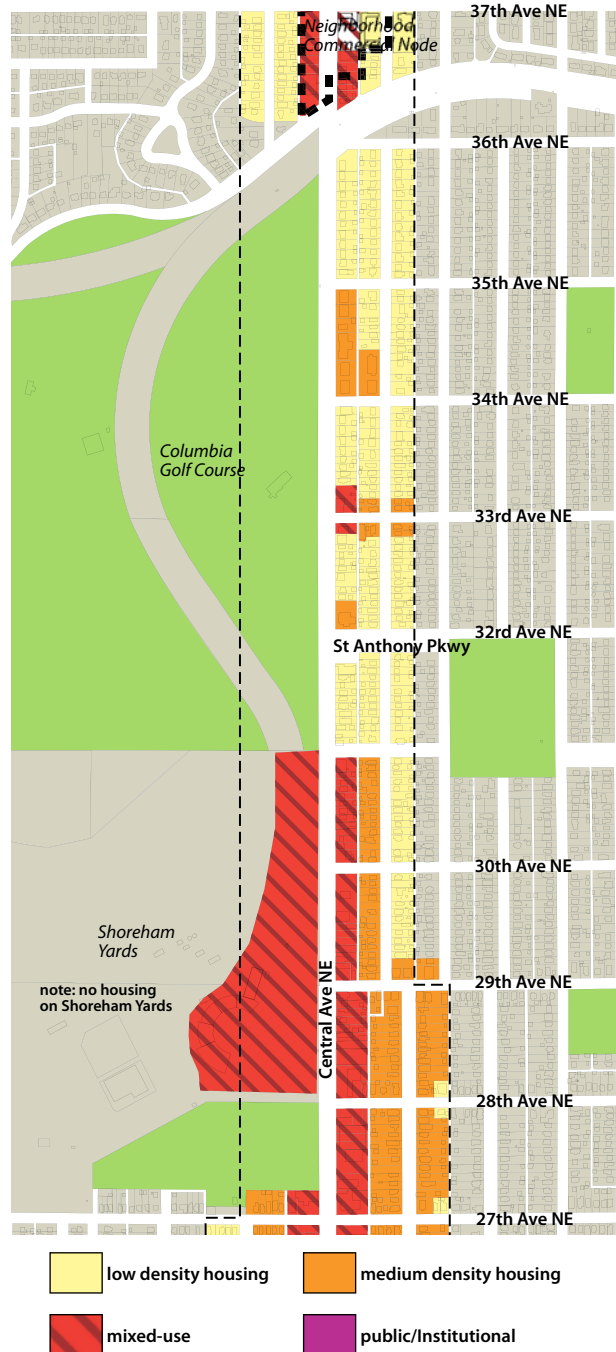 37th Ave NE
Neighborhood
Commercial Node
36th Ave NE
35th Ave NE
34th Ave NE
Columbia
Golf Course
33rd Ave NE
32rd Ave NE
St Anthony Pkwy
30th Ave NE
Shoreham
Yards
29th Ave NE
note: no housing
on Shoreham Yards
Central Ave NE
28th Ave NE
27th Ave NE
low density housing
medium density housing
mixed-use
public/Institutional